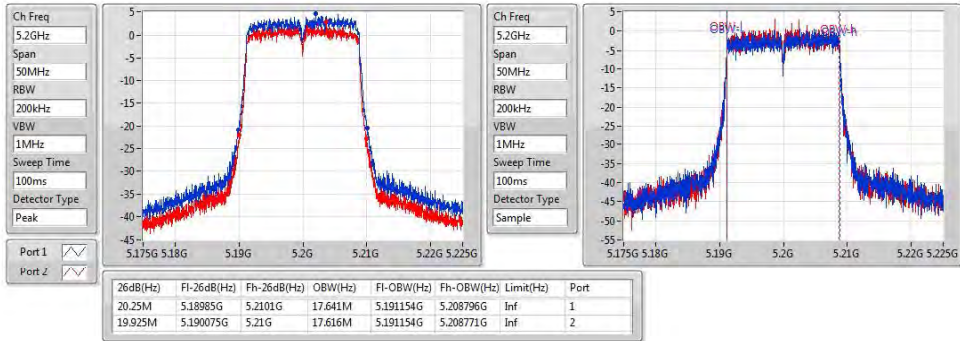 Ch Freq
5.2GHz
Span
50MHz
RBW
200kHz
VBW
1MHz
Sweep Time
100ms
Detector Type
Peak
Port 1
Port 2
5
0
-5
-10
-15
-20
-25
-30
-35
-40
-45
5.175G 5.18G 5.19G 5.2G 5.21G 5.22G 5.225G
Ch Freq
5.2GHz
Span
50MHz
RBW
200kHz
VBW
1MHz
Sweep Time
100ms
Detector Type
Sample
5
0
-5
-10
-15
-20
-25
-30
-35
-40
-45
-50
-55
5.175G 5.18G 5.19G 5.2G 5.21G 5.22G 5.225G
26dB(Hz) Fl-26dB(Hz) Fh-26dB(Hz) OBW(Hz) Fl-OBW(Hz) Fh-OBW(Hz) Limit(Hz) Port
20.25M 5.18985G 5.2101G 17.641M 5.191154G 5.208796G Inf 1
19.925M 5.190075G 5.21G 17.616M 5.191154G 5.208771G Inf 2